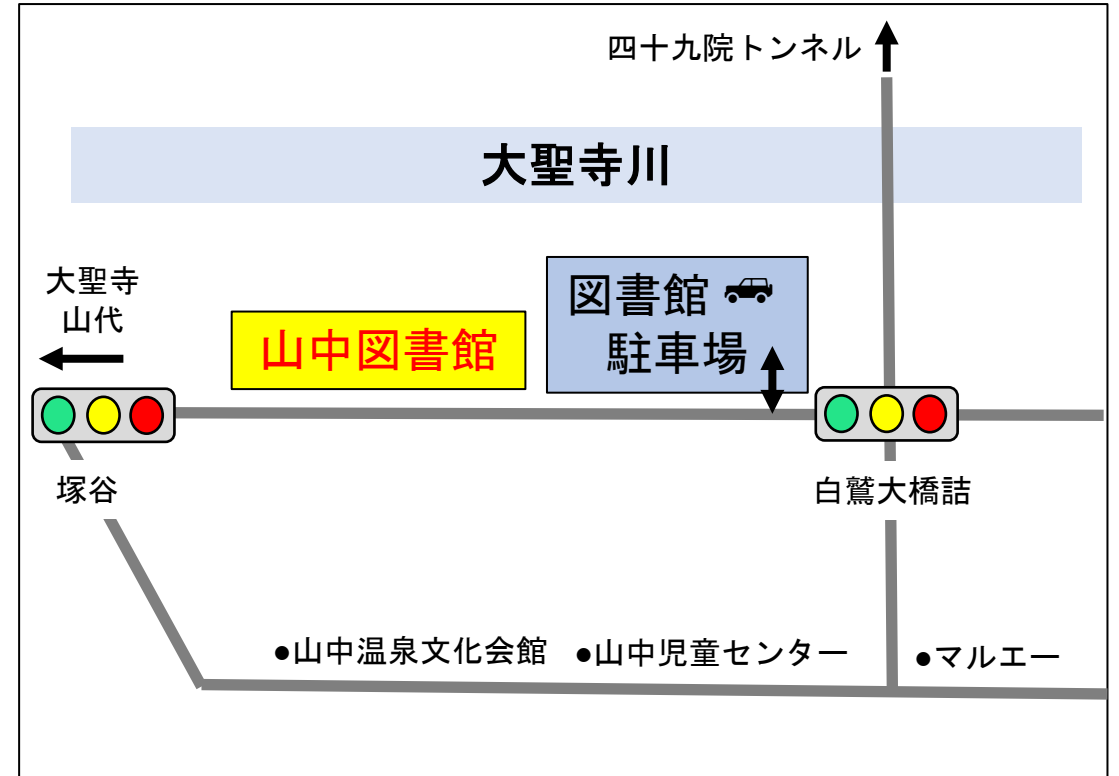 四十九院トンネル
大聖寺川
大聖寺
山代
図書館
駐車場
山中図書館
塚谷
白鷺大橋詰
●山中温泉文化会館
●山中児童センター
●マルエー